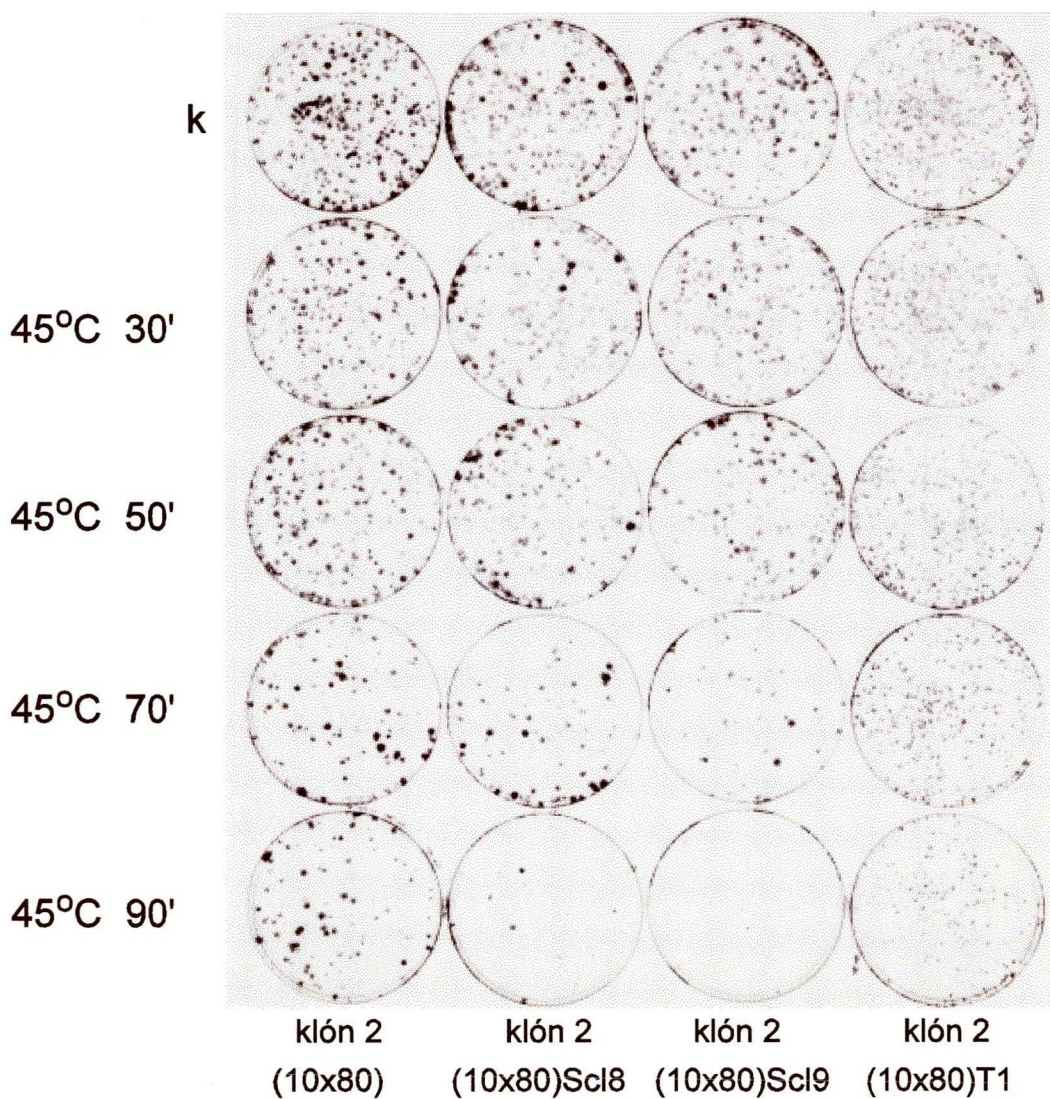 k
45°C 30'
45°C 50'
45°C 70'
45°C 90'
klón 2 klón 2 klón 2 klón 2
(10x80) (10x80)Scl8 (10x80)Scl9 (10x80)T1